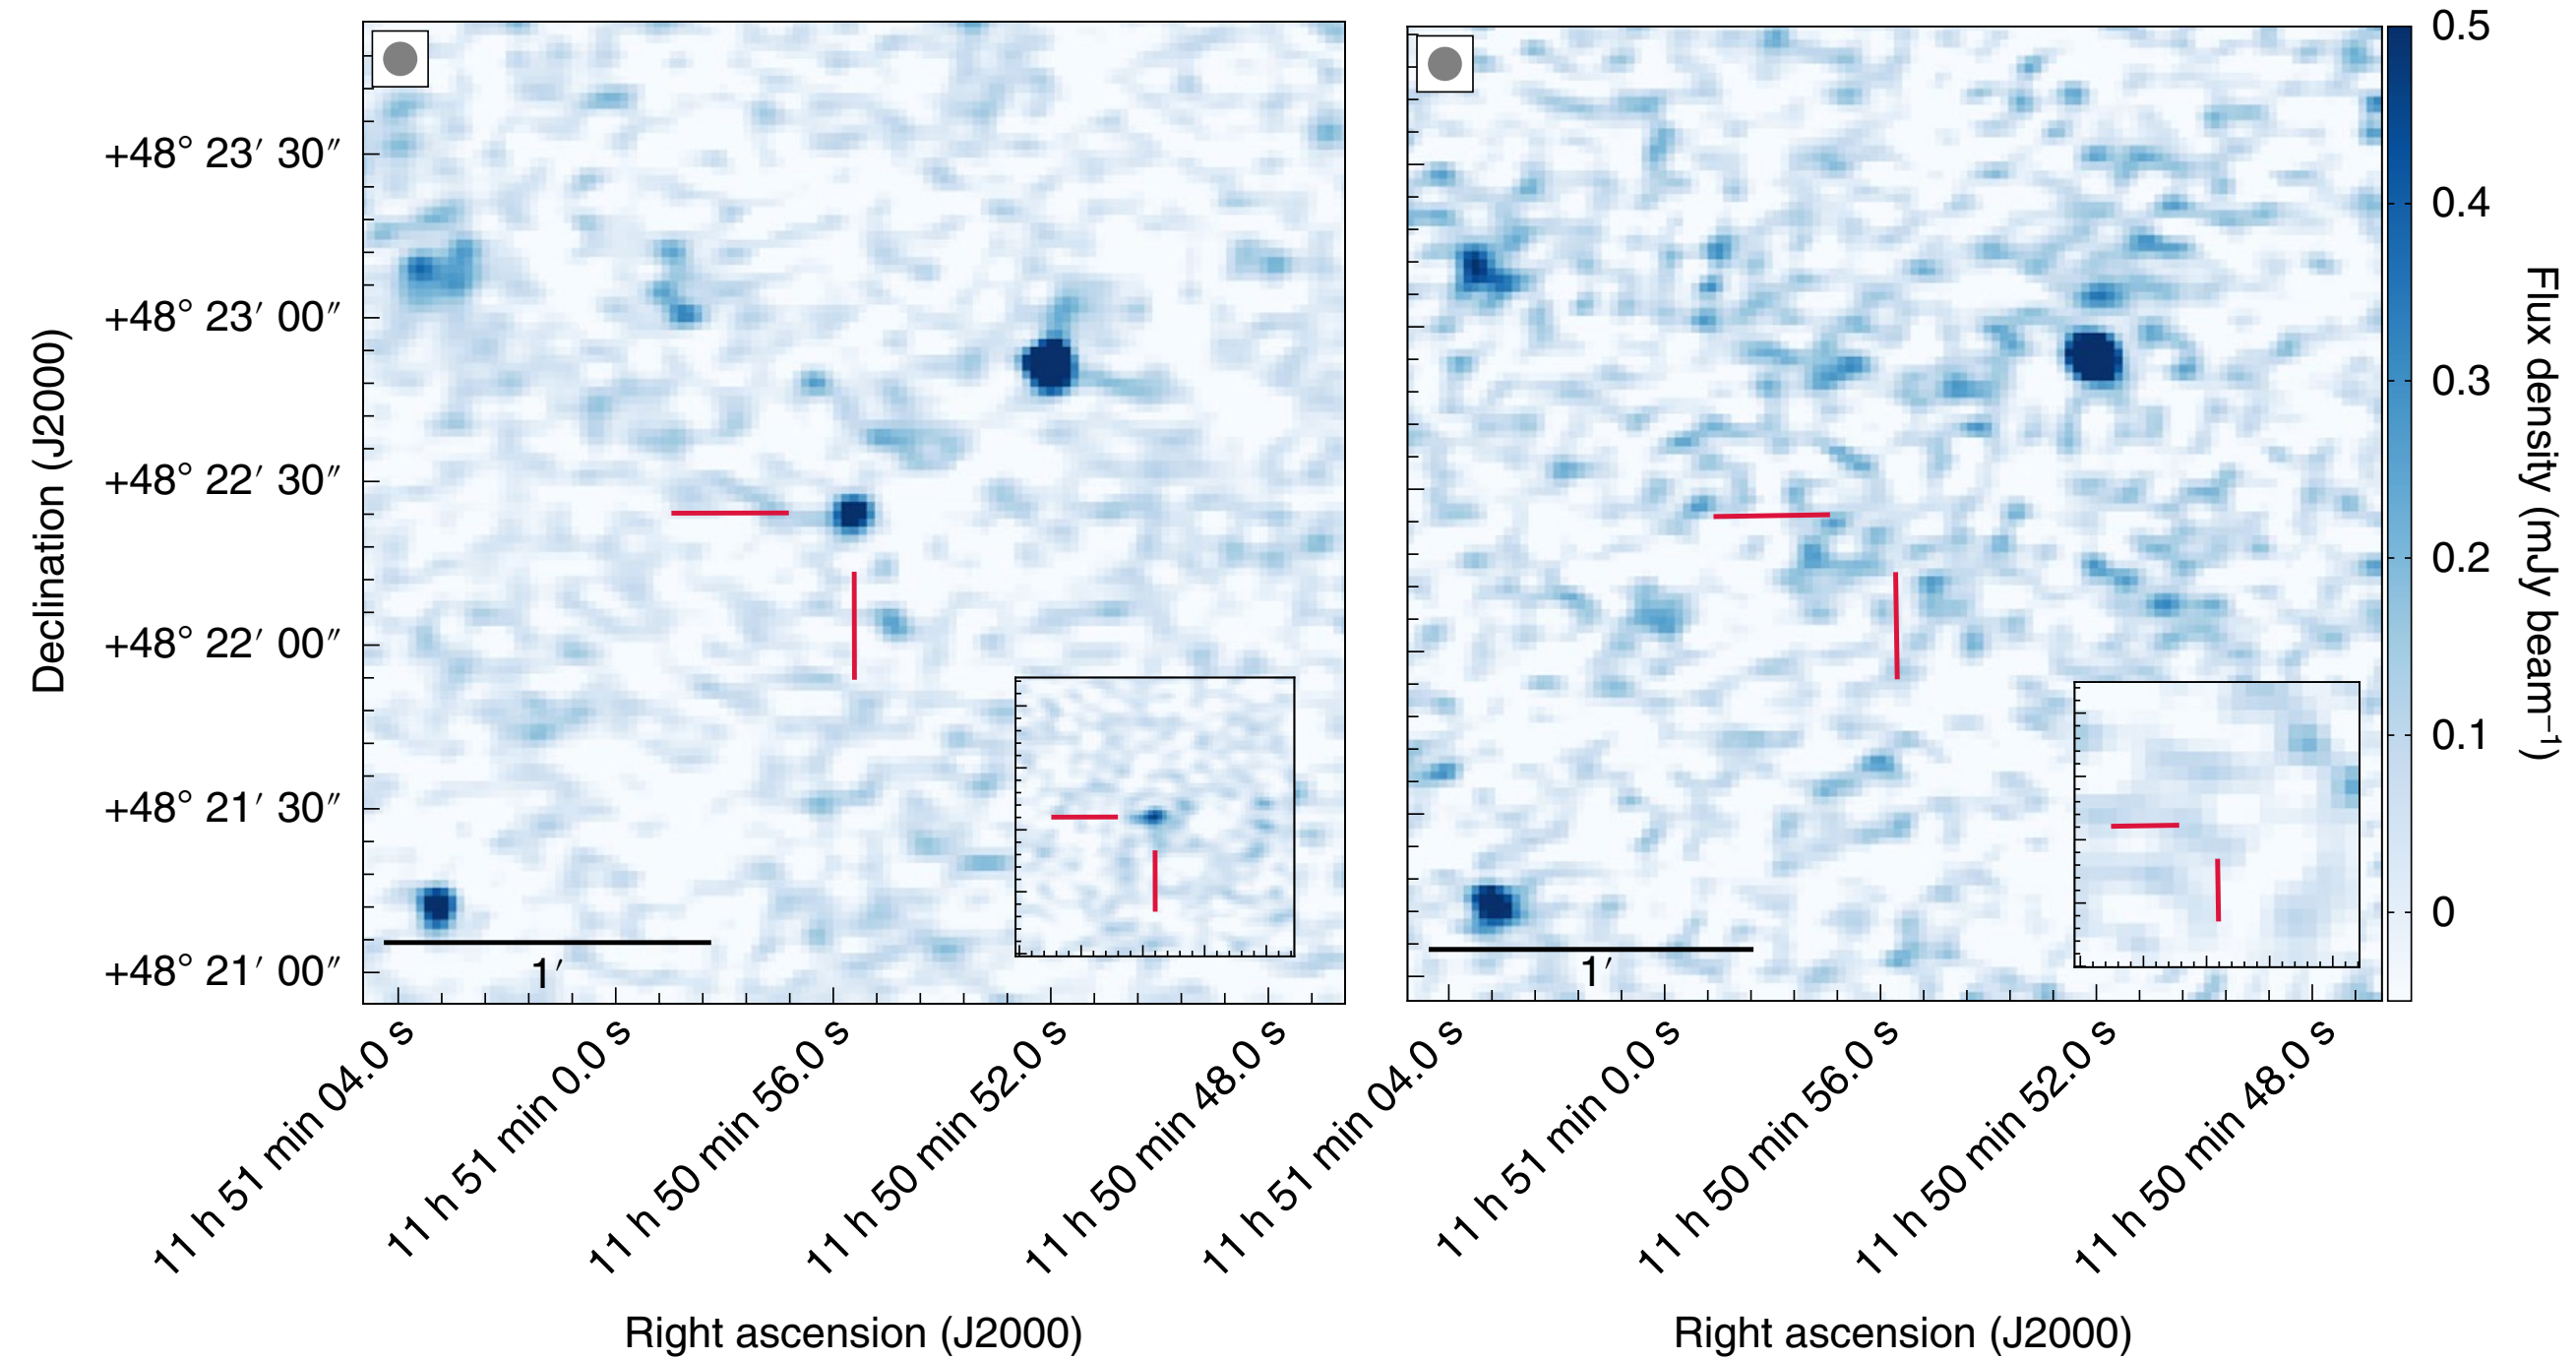 Declination (J2000)
+48° 23′ 30″
+48° 23′ 00″
+48° 22′ 30″
+48° 22′ 00″
+48° 21′ 30″
+48° 21′ 00″
1′
11 h 51 min 04.0 s
11 h 51 min 0.0 s
11 h 50 min 56.0 s
11 h 50 min 52.0 s
11 h 50 min 48.0 s
Right ascension (J2000)
1′
11 h 51 min 04.0 s
11 h 51 min 0.0 s
11 h 50 min 56.0 s
11 h 50 min 52.0 s
11 h 50 min 48.0 s
Right ascension (J2000)
0.5
0.4
0.3
0.2
0.1
0
Flux density (mJy beam⁻¹)